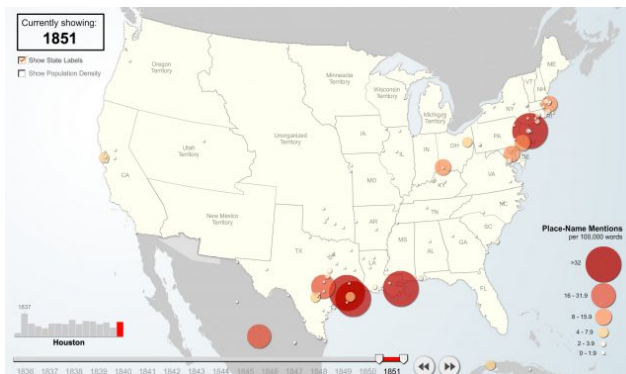 Currently showing:
1851
Show State Labels
Show Population Density
Oregon
Territory
Minnesota
Territory
Wisconsin
Territory
Michigan
Territory
ME
VT
NH
NY
Utah
Territory
Unorganized
Territory
IA
IL
IN
OH
PA
DE
CA
MO
KY
VA
New Mexico
Territory
TN
NC
AR
SC
TX
LA
MS
AL
GA
FL
Place-Name Mentions
per 100,000 words
>32
16 - 31.9
8 - 15.9
4 - 7.9
2 - 3.9
0 - 1.9
1837
Houston
1836 1837 1838 1839 1840 1841 1842 1843 1844 1845 1846 1847 1848 1849 1850 1851